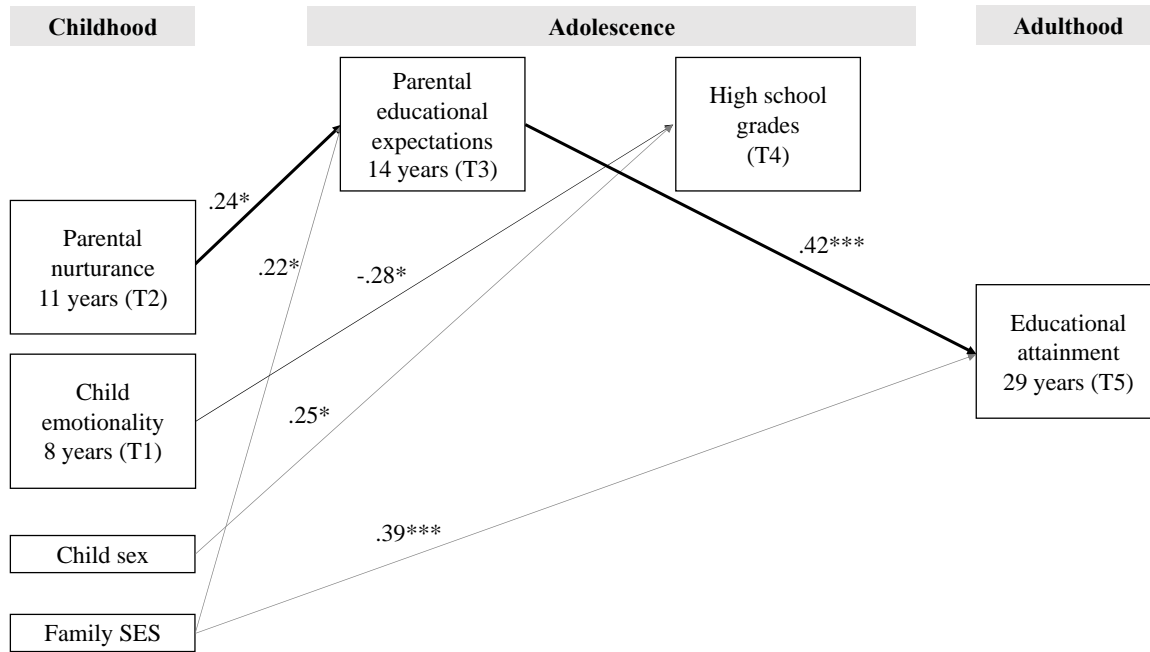 Childhood
Adolescence
Adulthood
Parental
educational
expectations
14 years (T3)
High school
grades
(T4)
.24*
Parental
nurturance
11 years (T2)
.22*
-.28*
.42***
Educational
attainment
29 years (T5)
Child
emotionality
8 years (T1)
.25*
.39***
Child sex
Family SES